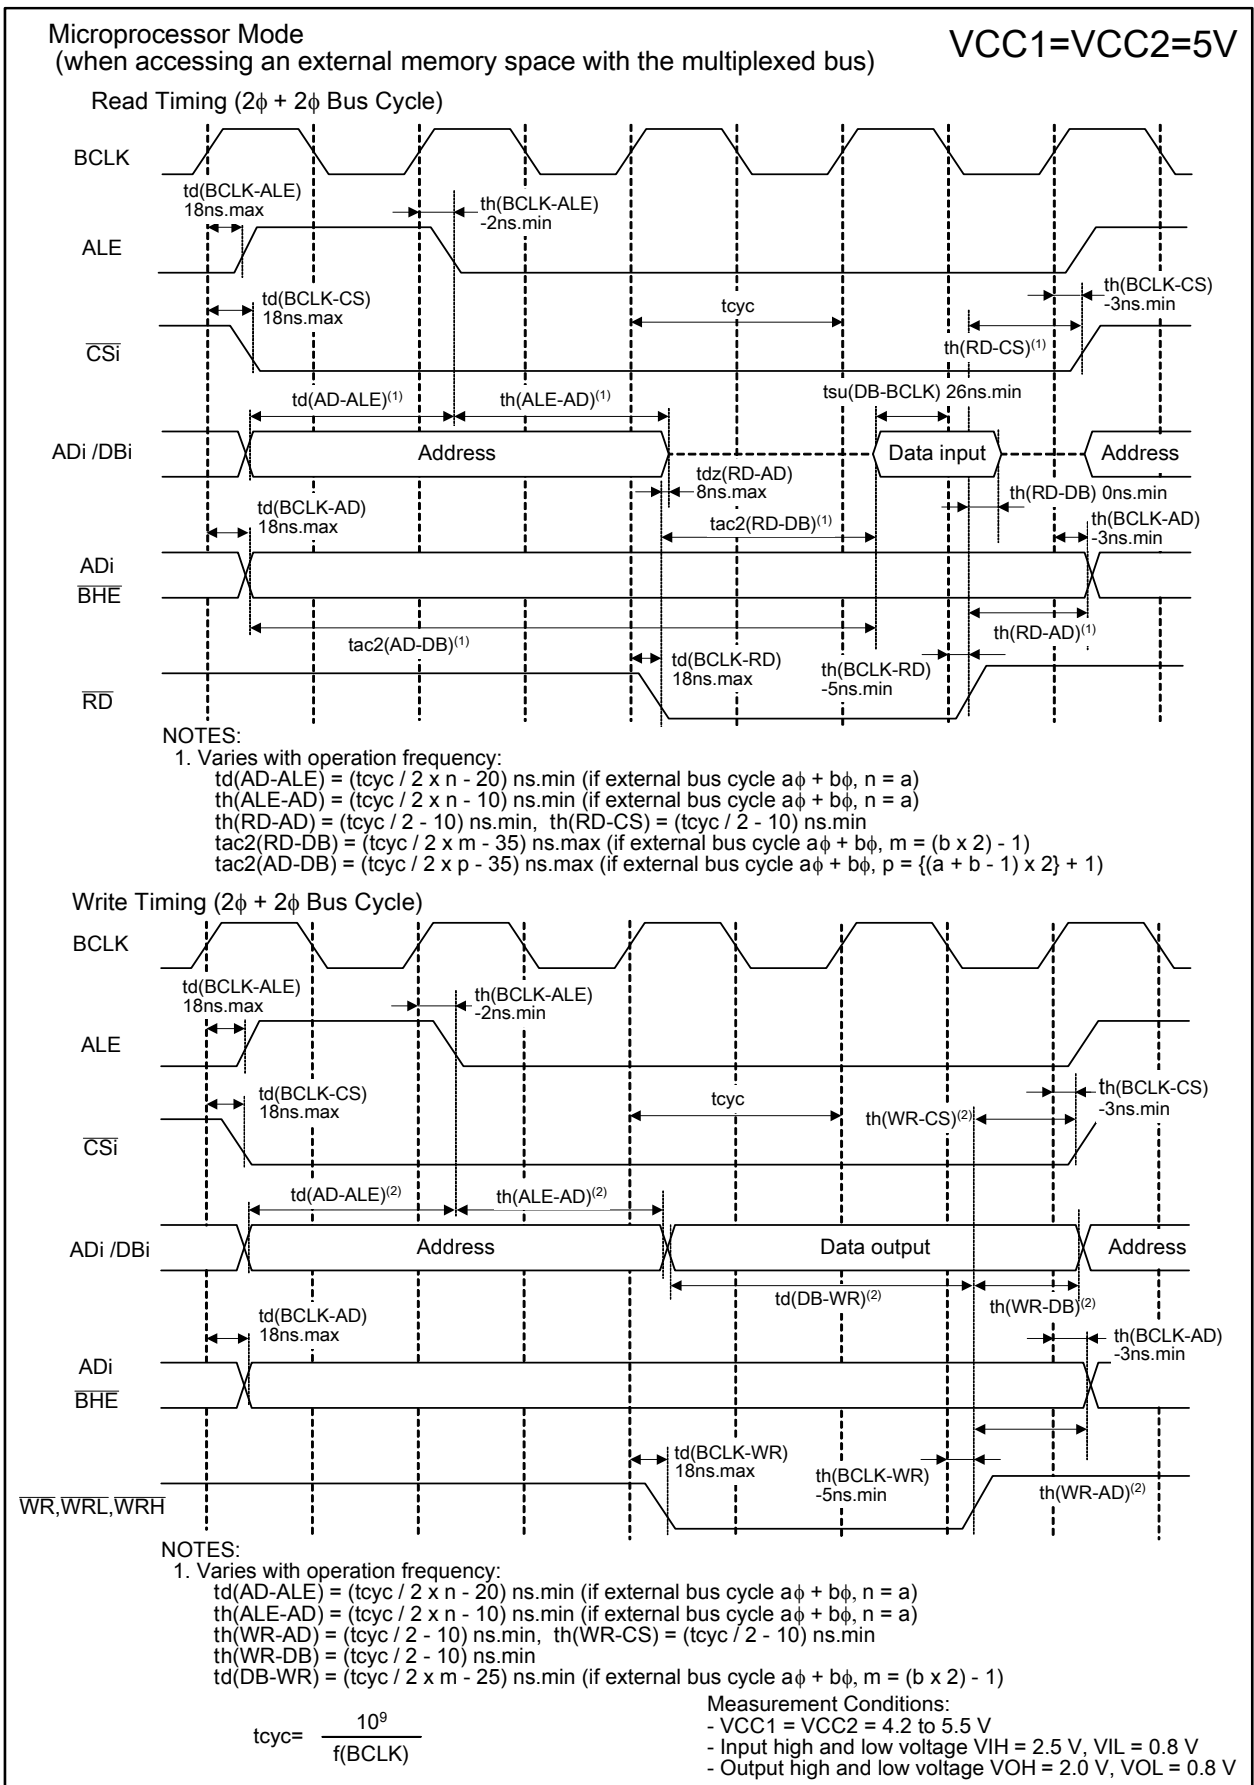 Microprocessor Mode
(when accessing an external memory space with the multiplexed bus)
VCC1=VCC2=5V
Read Timing (2ϕ + 2ϕ Bus Cycle)
BCLK
td(BCLK-ALE)
18ns.max
th(BCLK-ALE)
-2ns.min
ALE
td(BCLK-CS)
18ns.max
tcyc
th(BCLK-CS)
-3ns.min
CSi
th(RD-CS)(1)
td(AD-ALE)(1)
th(ALE-AD)(1)
tsu(DB-BCLK) 26ns.min
ADi /DBi
Address
Data input
Address
tdz(RD-AD)
8ns.max
th(RD-DB) 0ns.min
td(BCLK-AD)
18ns.max
tac2(RD-DB)(1)
th(BCLK-AD)
-3ns.min
ADi
BHE
tac2(AD-DB)(1)
th(RD-AD)(1)
td(BCLK-RD)
18ns.max
th(BCLK-RD)
-5ns.min
RD
NOTES:
1. Varies with operation frequency:
td(AD-ALE) = (tcyc / 2 x n - 20) ns.min (if external bus cycle aϕ + bϕ, n = a)
th(ALE-AD) = (tcyc / 2 x n - 10) ns.min (if external bus cycle aϕ + bϕ, n = a)
th(RD-AD) = (tcyc / 2 - 10) ns.min, th(RD-CS) = (tcyc / 2 - 10) ns.min
tac2(RD-DB) = (tcyc / 2 x m - 35) ns.max (if external bus cycle aϕ + bϕ, m = (b x 2) - 1)
tac2(AD-DB) = (tcyc / 2 x p - 35) ns.max (if external bus cycle aϕ + bϕ, p = {(a + b - 1) x 2} + 1)
Write Timing (2ϕ + 2ϕ Bus Cycle)
BCLK
td(BCLK-ALE)
18ns.max
th(BCLK-ALE)
-2ns.min
ALE
td(BCLK-CS)
18ns.max
tcyc
th(BCLK-CS)
-3ns.min
th(WR-CS)(2)
CSi
td(AD-ALE)(2)
th(ALE-AD)(2)
ADi /DBi
Address
Data output
Address
td(DB-WR)(2)
th(WR-DB)(2)
td(BCLK-AD)
18ns.max
th(BCLK-AD)
-3ns.min
ADi
BHE
td(BCLK-WR)
18ns.max
th(BCLK-WR)
-5ns.min
th(WR-AD)(2)
WR,WRL,WRH
NOTES:
1. Varies with operation frequency:
td(AD-ALE) = (tcyc / 2 x n - 20) ns.min (if external bus cycle aϕ + bϕ, n = a)
th(ALE-AD) = (tcyc / 2 x n - 10) ns.min (if external bus cycle aϕ + bϕ, n = a)
th(WR-AD) = (tcyc / 2 - 10) ns.min, th(WR-CS) = (tcyc / 2 - 10) ns.min
th(WR-DB) = (tcyc / 2 - 10) ns.min
td(DB-WR) = (tcyc / 2 x m - 25) ns.min (if external bus cycle aϕ + bϕ, m = (b x 2) - 1)
tcyc=
10⁹
f(BCLK)
Measurement Conditions:
- VCC1 = VCC2 = 4.2 to 5.5 V
- Input high and low voltage VIH = 2.5 V, VIL = 0.8 V
- Output high and low voltage VOH = 2.0 V, VOL = 0.8 V